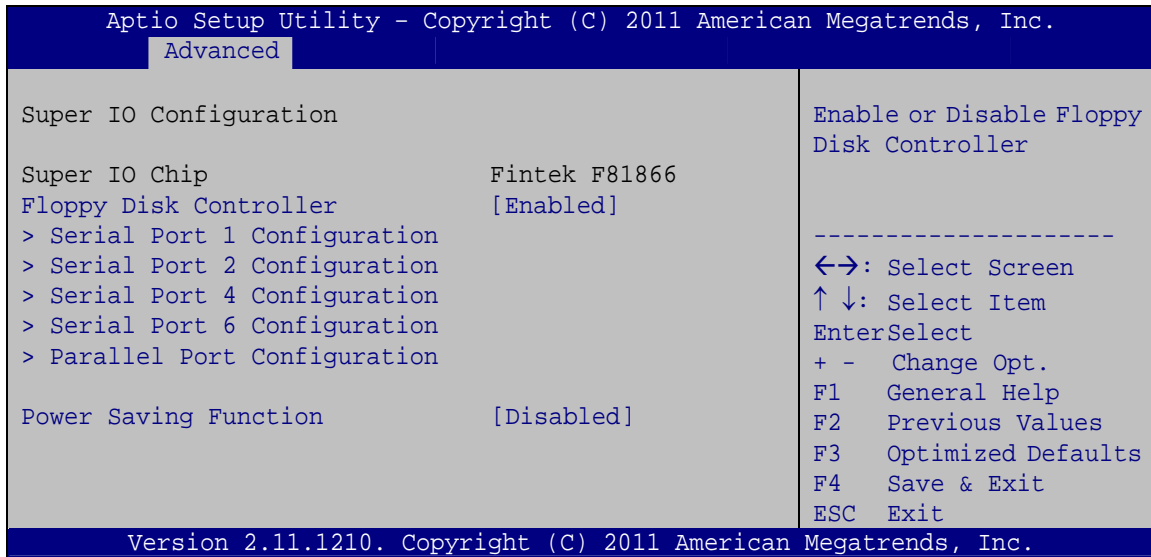 Aptio Setup Utility – Copyright (C) 2011 American Megatrends, Inc.
Advanced
Super IO Configuration
Super IO Chip Fintek F81866
Floppy Disk Controller [Enabled]
> Serial Port 1 Configuration
> Serial Port 2 Configuration
> Serial Port 4 Configuration
> Serial Port 6 Configuration
> Parallel Port Configuration
Power Saving Function [Disabled]
Enable or Disable Floppy
Disk Controller
---------------------
←→: Select Screen
↑ ↓: Select Item
EnterSelect
+ - Change Opt.
F1 General Help
F2 Previous Values
F3 Optimized Defaults
F4 Save & Exit
ESC Exit
Version 2.11.1210. Copyright (C) 2011 American Megatrends, Inc.